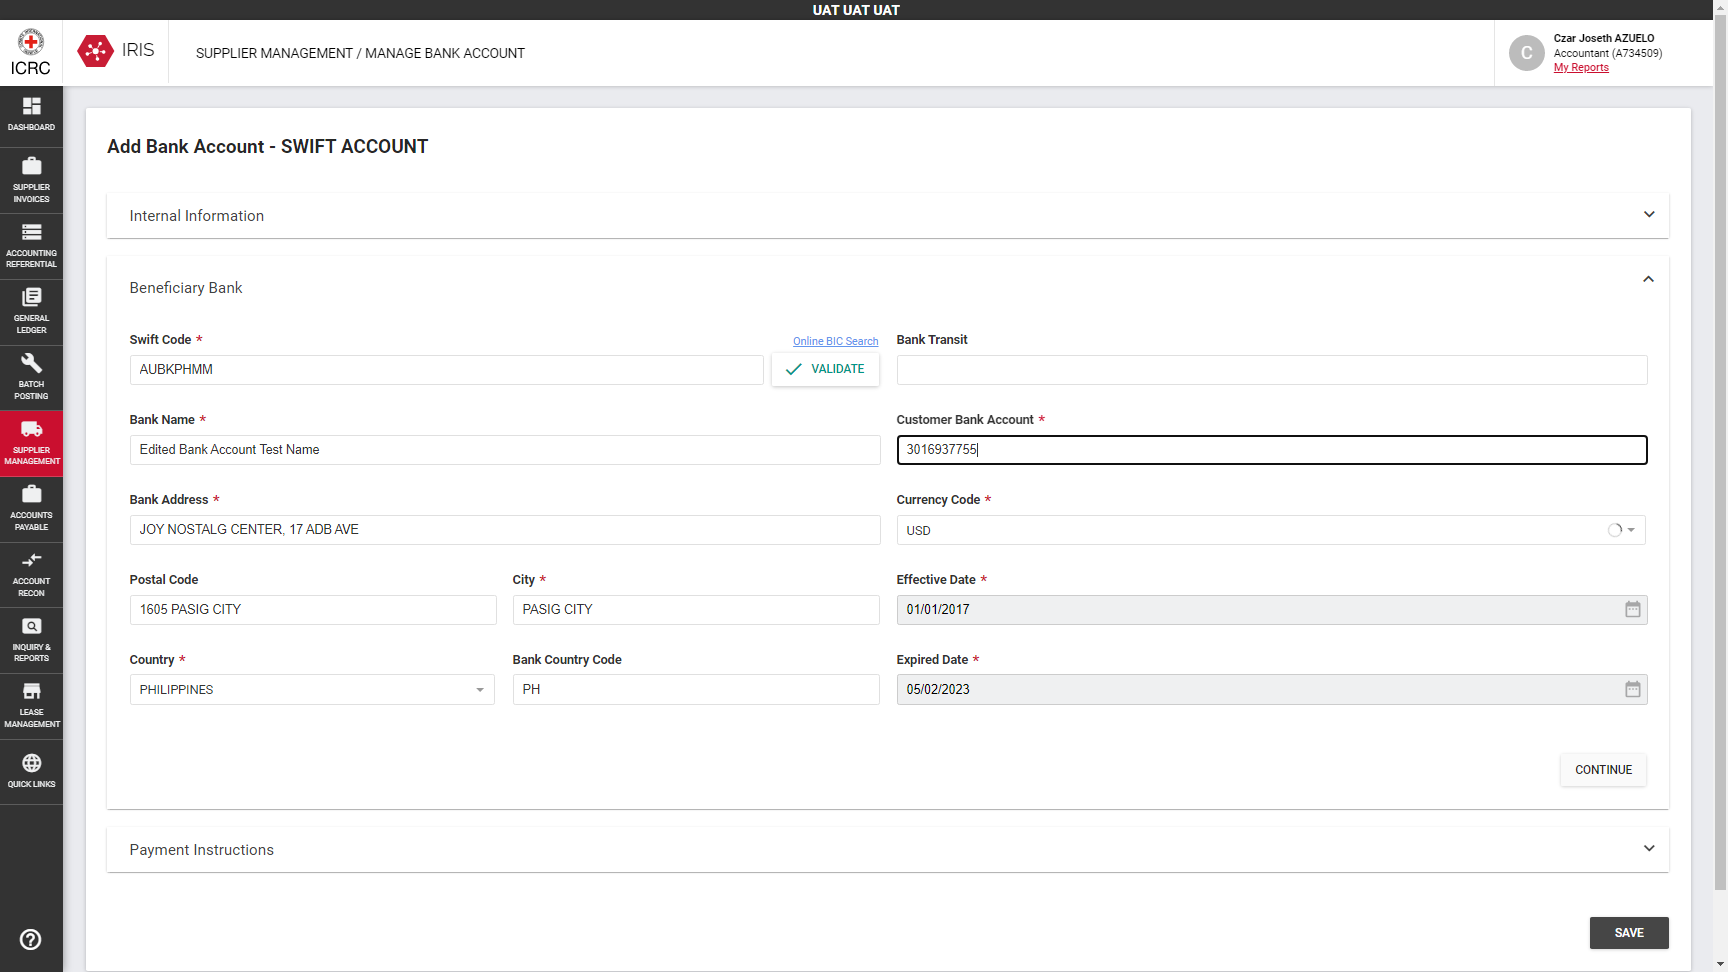 UAT UAT UAT
ICRC
IRIS
SUPPLIER MANAGEMENT / MANAGE BANK ACCOUNT
C
Czar Joseth AZUELO
Accountant (A734509)
My Reports
DASHBOARD
SUPPLIER
INVOICES
ACCOUNTING
REFERENTIAL
GENERAL
LEDGER
BATCH
POSTING
SUPPLIER
MANAGEMENT
ACCOUNTS
PAYABLE
ACCOUNT
RECON
INQUIRY &
REPORTS
LEASE
MANAGEMENT
QUICK LINKS
Add Bank Account - SWIFT ACCOUNT
Internal Information
Beneficiary Bank
Swift Code *
Online BIC Search
AUBKPHMM
VALIDATE
Bank Transit
Bank Name *
Edited Bank Account Test Name
Customer Bank Account *
3016937755
Bank Address *
JOY NOSTALG CENTER, 17 ADB AVE
Currency Code *
USD
Postal Code
1605 PASIG CITY
City *
PASIG CITY
Effective Date *
01/01/2017
Country *
PHILIPPINES
Bank Country Code
PH
Expired Date *
05/02/2023
CONTINUE
Payment Instructions
SAVE